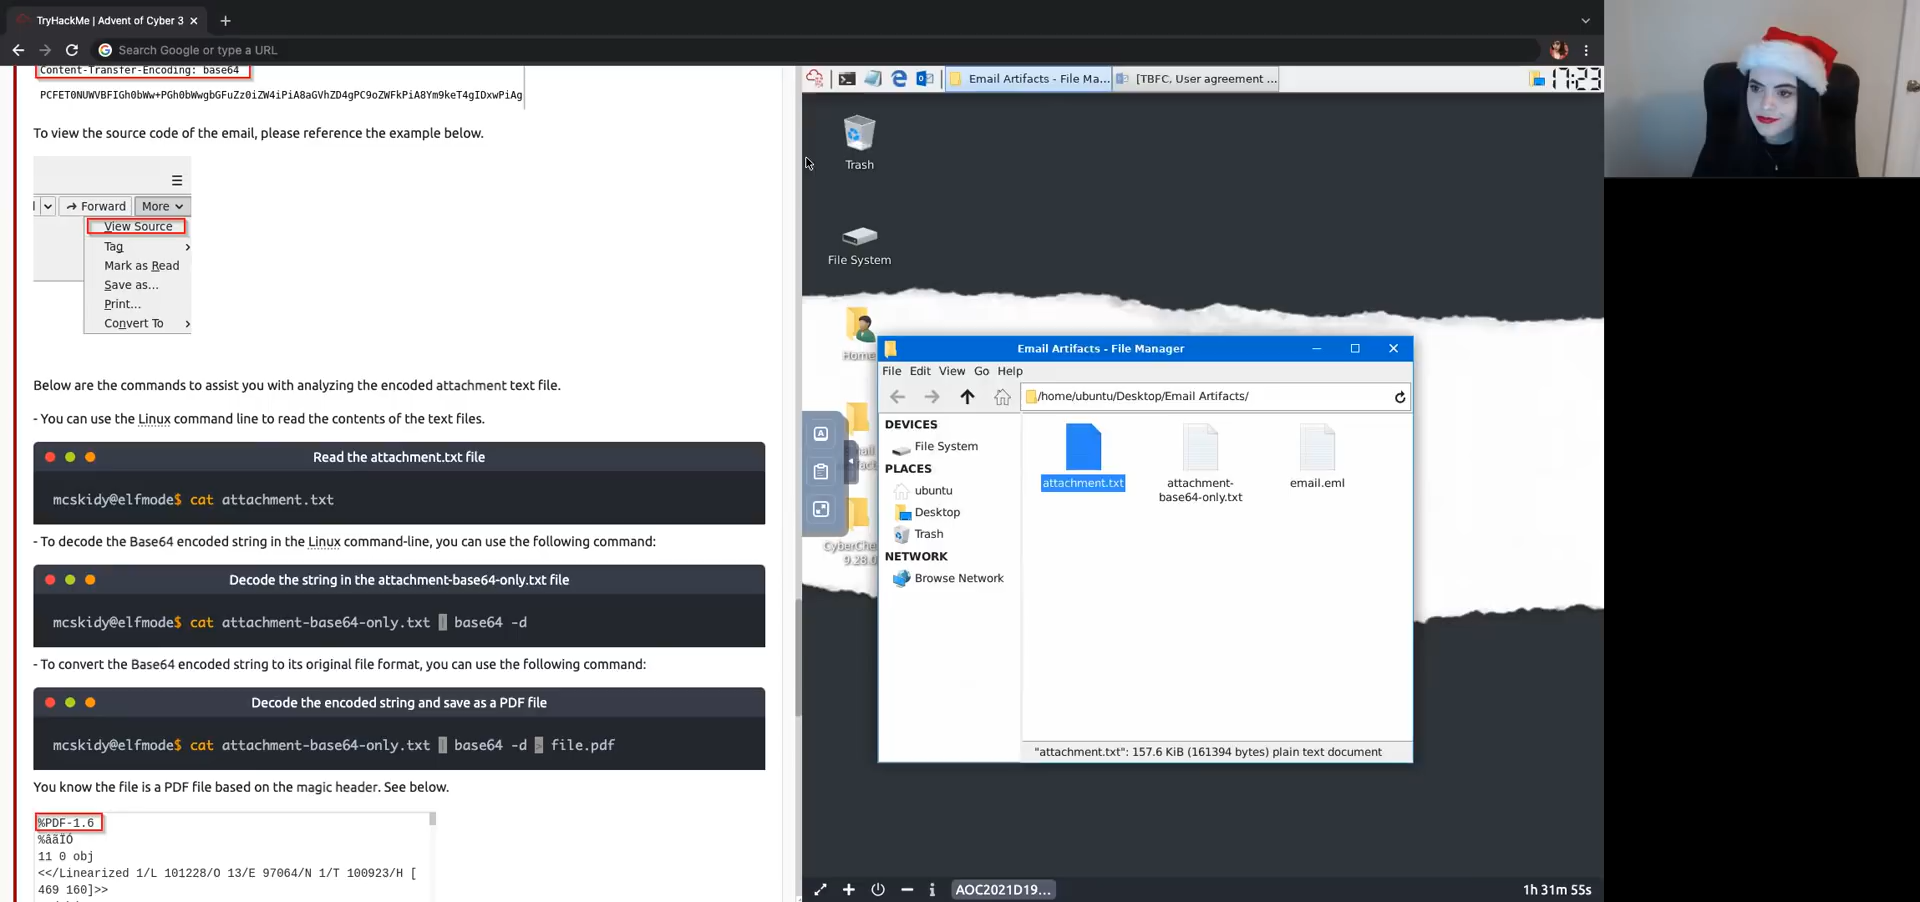 TryHackMe | Advent of Cyber 3
Search Google or type a URL
Content-Transfer-Encoding: base64
PCFET0NUWVBFIGh0bWw+PGh0bWwgbGFuZz0iZW4iPiA8aGVhZD4gPC9oZWFkPiA8Ym9keT4gIDxwPiAg
To view the source code of the email, please reference the example below.
Forward More
View Source
Tag
Mark as Read
Save as...
Print...
Convert To
Below are the commands to assist you with analyzing the encoded attachment text file.
- You can use the Linux command line to read the contents of the text files.
Read the attachment.txt file
mcskidy@elfmode$ cat attachment.txt
- To decode the Base64 encoded string in the Linux command-line, you can use the following command:
Decode the string in the attachment-base64-only.txt file
mcskidy@elfmode$ cat attachment-base64-only.txt | base64 -d
- To convert the Base64 encoded string to its original file format, you can use the following command:
Decode the encoded string and save as a PDF file
mcskidy@elfmode$ cat attachment-base64-only.txt | base64 -d > file.pdf
You know the file is a PDF file based on the magic header. See below.
%PDF-1.6
%âãÏÓ
11 0 obj
<</Linearized 1/L 101228/O 13/E 97064/N 1/T 100923/H [
469 160]>>
Email Artifacts - File Ma...
[TBFC, User agreement ...
17:23
Trash
File System
Home
CyberChe
9.28.0
Email Artifacts - File Manager
File Edit View Go Help
/home/ubuntu/Desktop/Email Artifacts/
DEVICES
File System
PLACES
ubuntu
Desktop
Trash
NETWORK
Browse Network
attachment.txt
attachment-
base64-only.txt
email.eml
"attachment.txt": 157.6 KiB (161394 bytes) plain text document
AOC2021D19...
1h 31m 55s